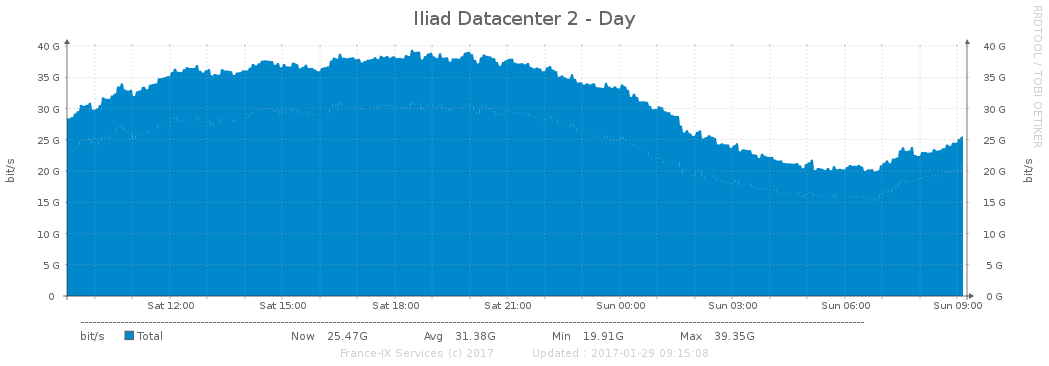 Iliad Datacenter 2 - Day
RRDTOOL / TOBI OETIKER
bit/s
40 G
35 G
30 G
25 G
20 G
15 G
10 G
5 G
0
40 G
35 G
30 G
25 G
20 G
15 G
10 G
5 G
0 G
bit/s
Sat 12:00 Sat 15:00 Sat 18:00 Sat 21:00 Sun 00:00 Sun 03:00 Sun 06:00 Sun 09:00
bit/s Total Now 25.47G Avg 31.38G Min 19.91G Max 39.35G
France-IX Services (c) 2017 Updated : 2017-01-29 09:15:08